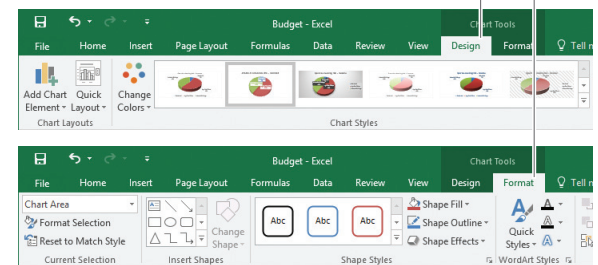 Budget - Excel
Chart Tools
File Home Insert Page Layout Formulas Data Review View Design Format Tell
Add Chart Element Quick Layout Change Colors
Chart Layouts Chart Styles
Budget - Excel
Chart Tools
File Home Insert Page Layout Formulas Data Review View Design Format Tell
Chart Area
Format Selection
Reset to Match Style
Current Selection
Change Shape
Insert Shapes
Abc Abc Abc
Shape Fill
Shape Outline
Shape Effects
Shape Styles
Quick Styles
WordArt Styles